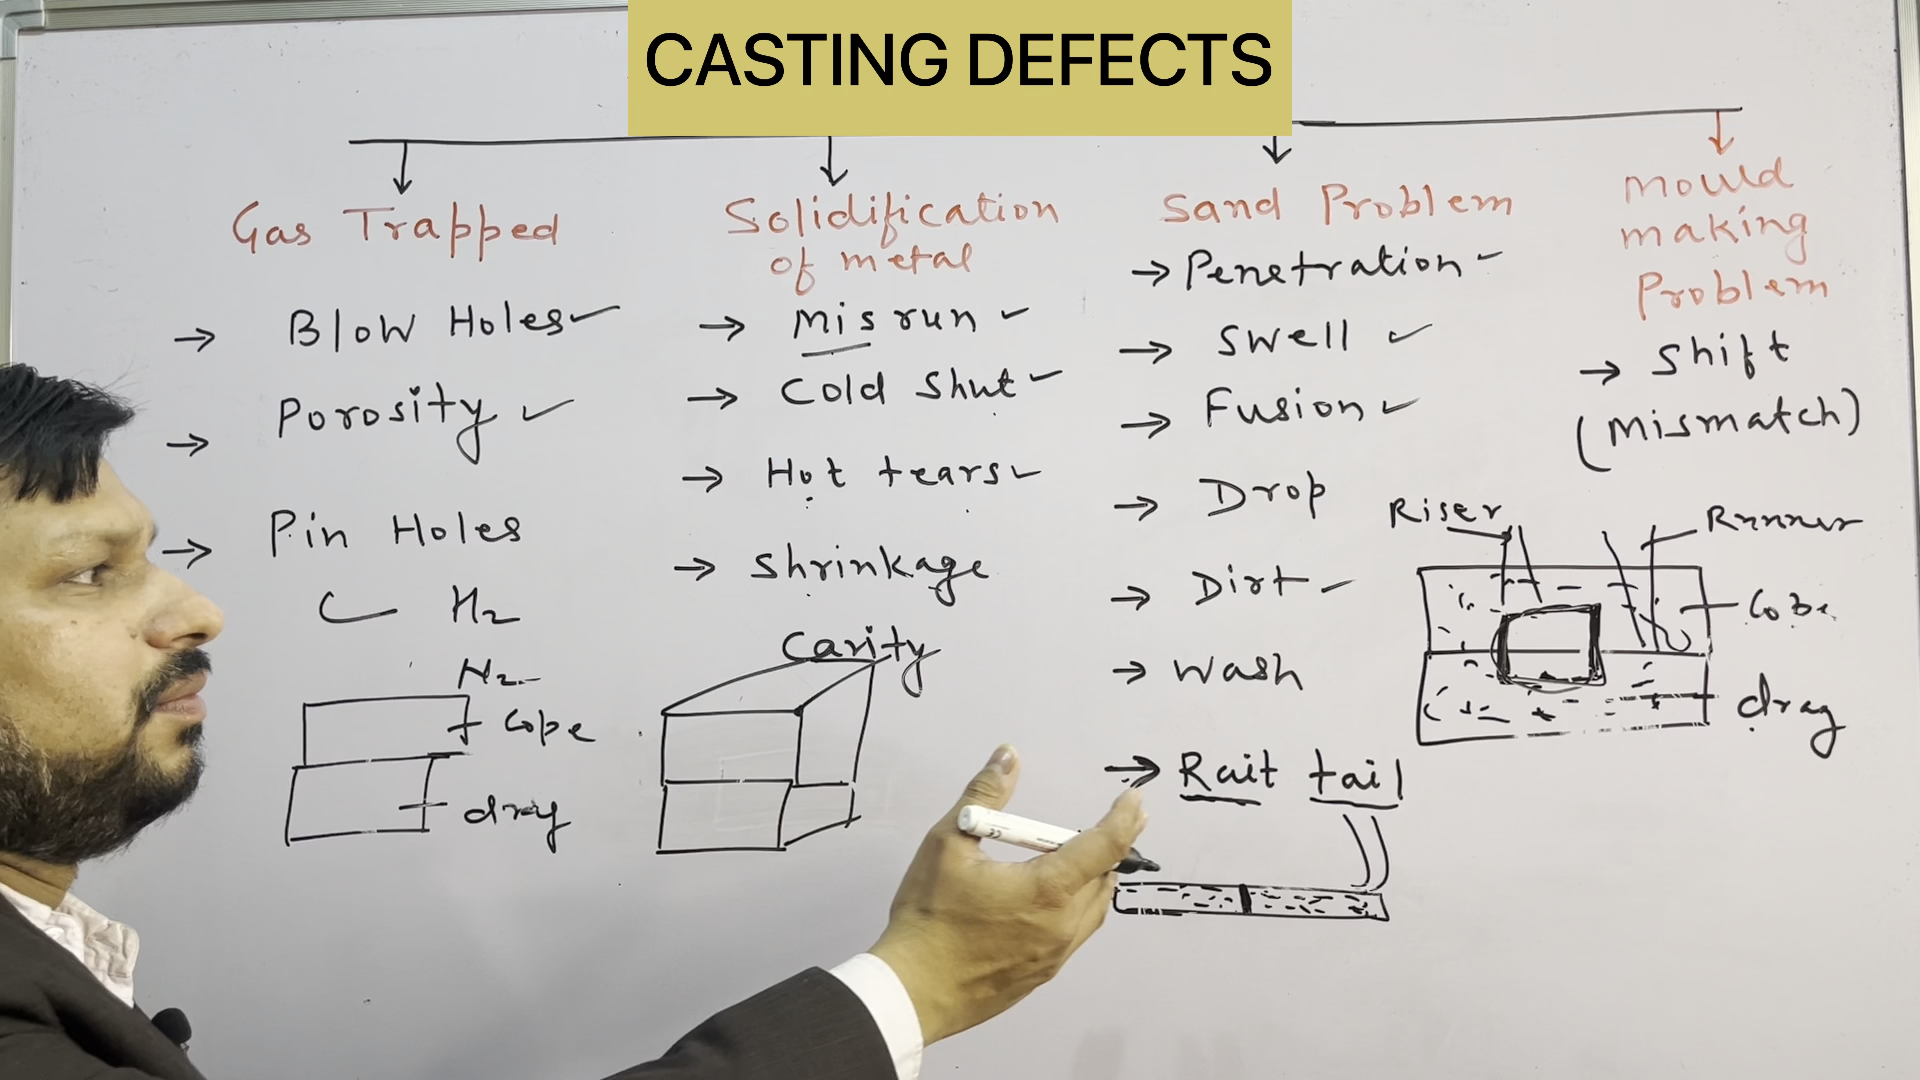 CASTING DEFECTS
Gas Trapped
→ Blow Holes ✓
→ Porosity ✓
→ Pin Holes
H₂
N₂
Cope
drag
Solidification
of metal
→ Misrun ✓
→ Cold Shut ✓
→ Hot tears ✓
→ Shrinkage
Cavity
Sand Problem
→ Penetration ✓
→ Swell ✓
→ Fusion ✓
→ Drop
→ Dirt ✓
→ Wash
→ Rait tail
Mould
making
Problem
→ Shift
(Mismatch)
Riser
Runner
Cope
drag